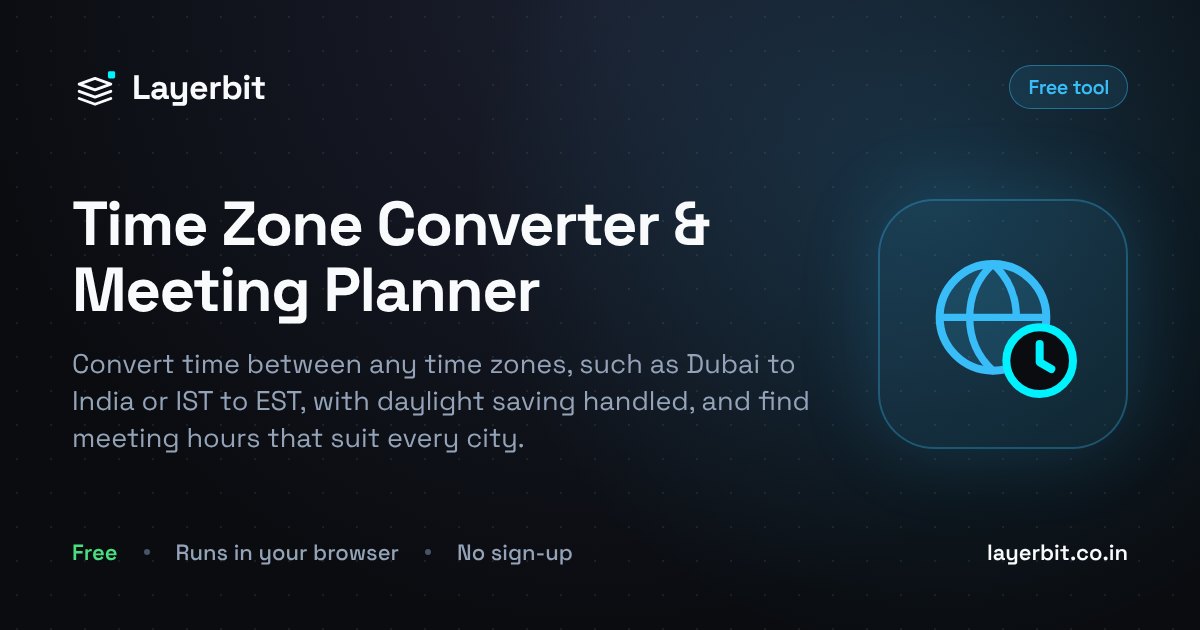 Layerbit
Free tool
Time Zone Converter &
Meeting Planner
Convert time between any time zones, such as Dubai to
India or IST to EST, with daylight saving handled, and find
meeting hours that suit every city.
Free • Runs in your browser • No sign-up
layerbit.co.in